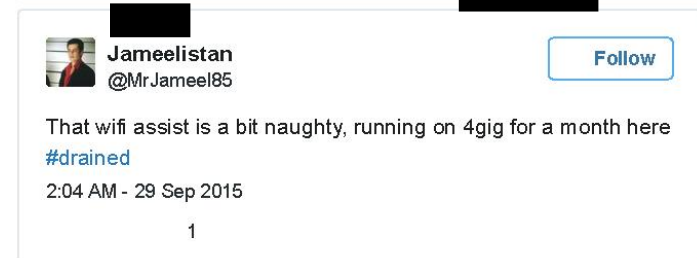 Jameelistan
@MrJameel85
Follow
That wifi assist is a bit naughty, running on 4gig for a month here
#drained
2:04 AM - 29 Sep 2015
1